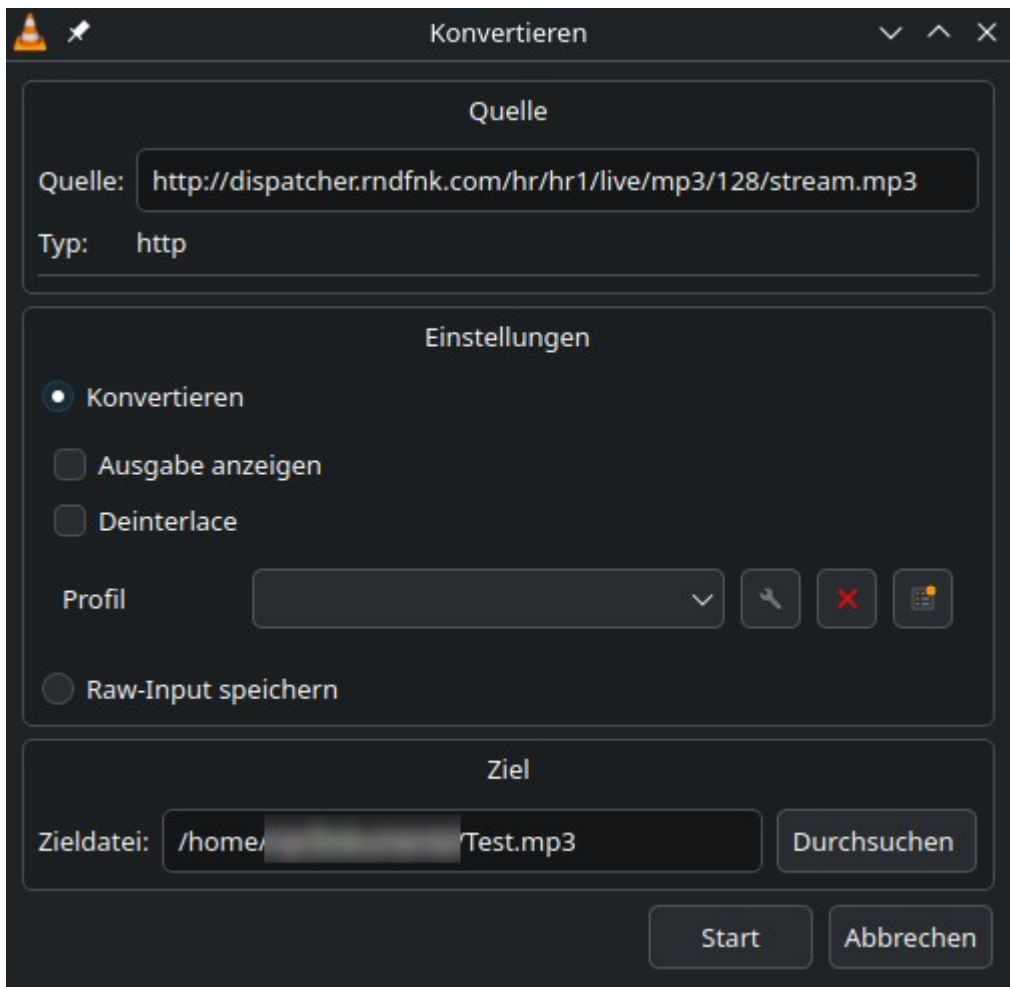 Konvertieren
Quelle
Quelle: http://dispatcher.rndfnk.com/hr/hr1/live/mp3/128/stream.mp3
Typ: http
Einstellungen
Konvertieren
Ausgabe anzeigen
Deinterlace
Profil
Raw-Input speichern
Ziel
Zieldatei: /home/ /Test.mp3 Durchsuchen
Start Abbrechen